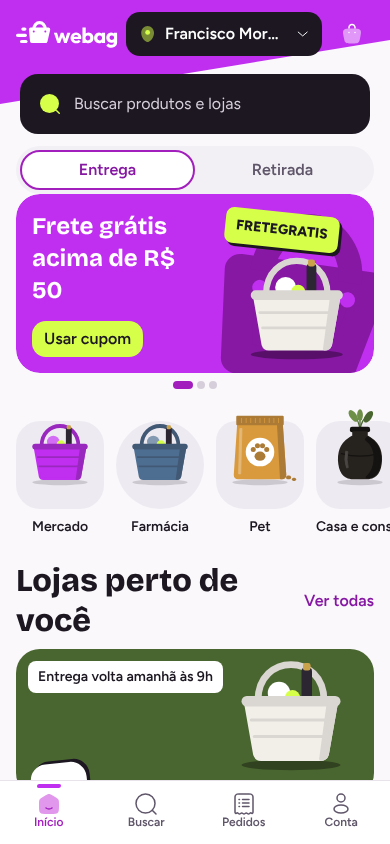 webag
Francisco Mor...
Buscar produtos e lojas
Entrega
Retirada
Frete grátis
acima de R$
50
FRETEGRATIS
Usar cupom
Mercado
Farmácia
Pet
Casa e cons
Lojas perto de
você
Ver todas
Entrega volta amanhã às 9h
Início
Buscar
Pedidos
Conta